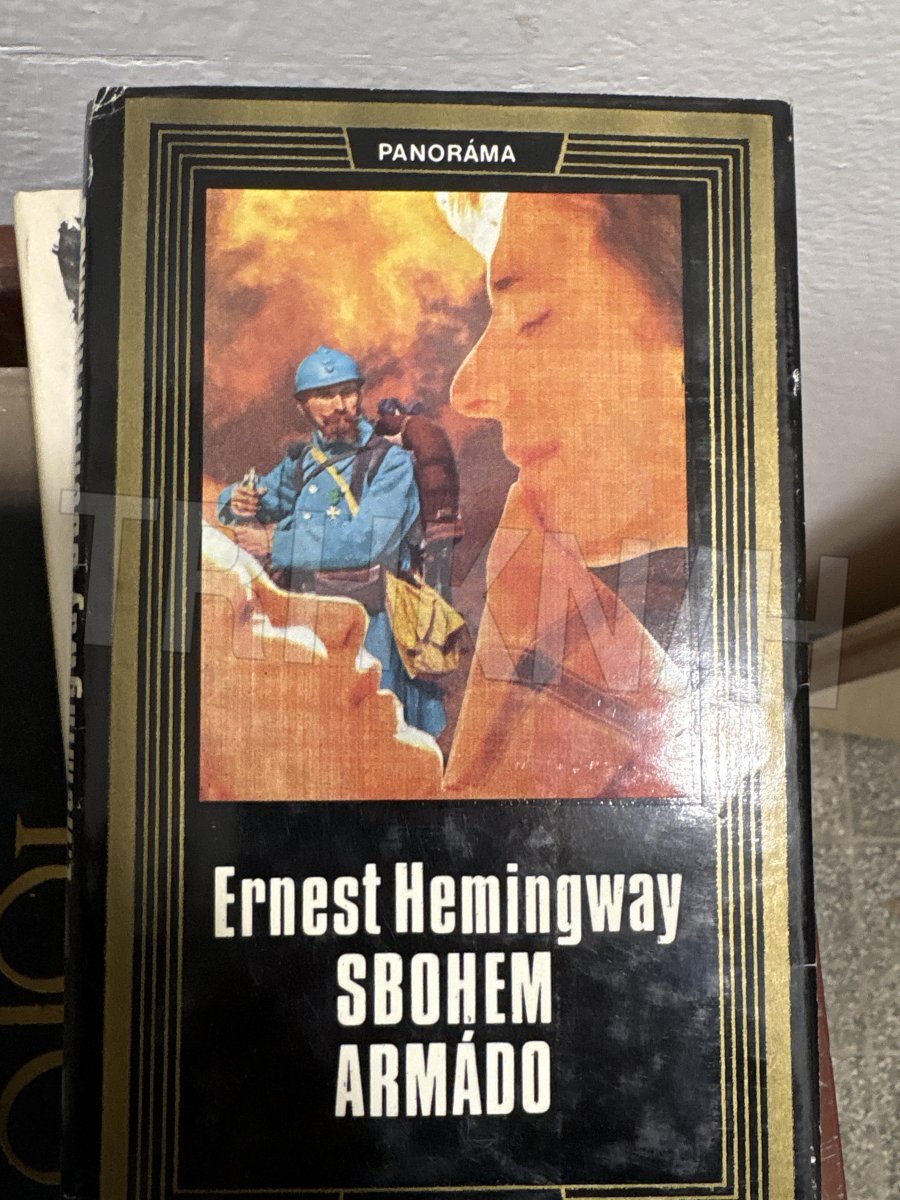 PANORÁMA
Ernest Hemingway
SBOHEM
ARMÁDO